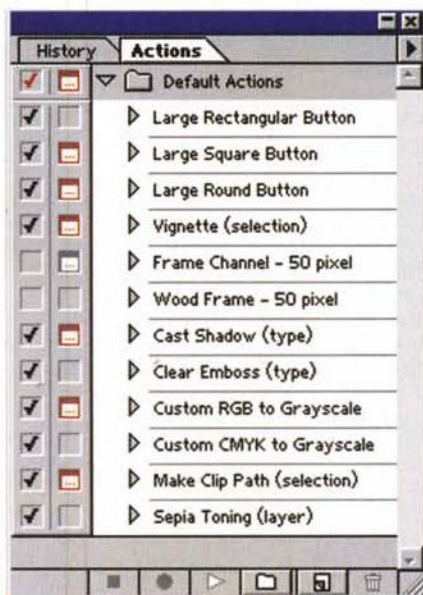 History Actions
Default Actions
Large Rectangular Button
Large Square Button
Large Round Button
Vignette (selection)
Frame Channel - 50 pixel
Wood Frame - 50 pixel
Cast Shadow (type)
Clear Emboss (type)
Custom RGB to Grayscale
Custom CMYK to Grayscale
Make Clip Path (selection)
Sepia Toning (layer)